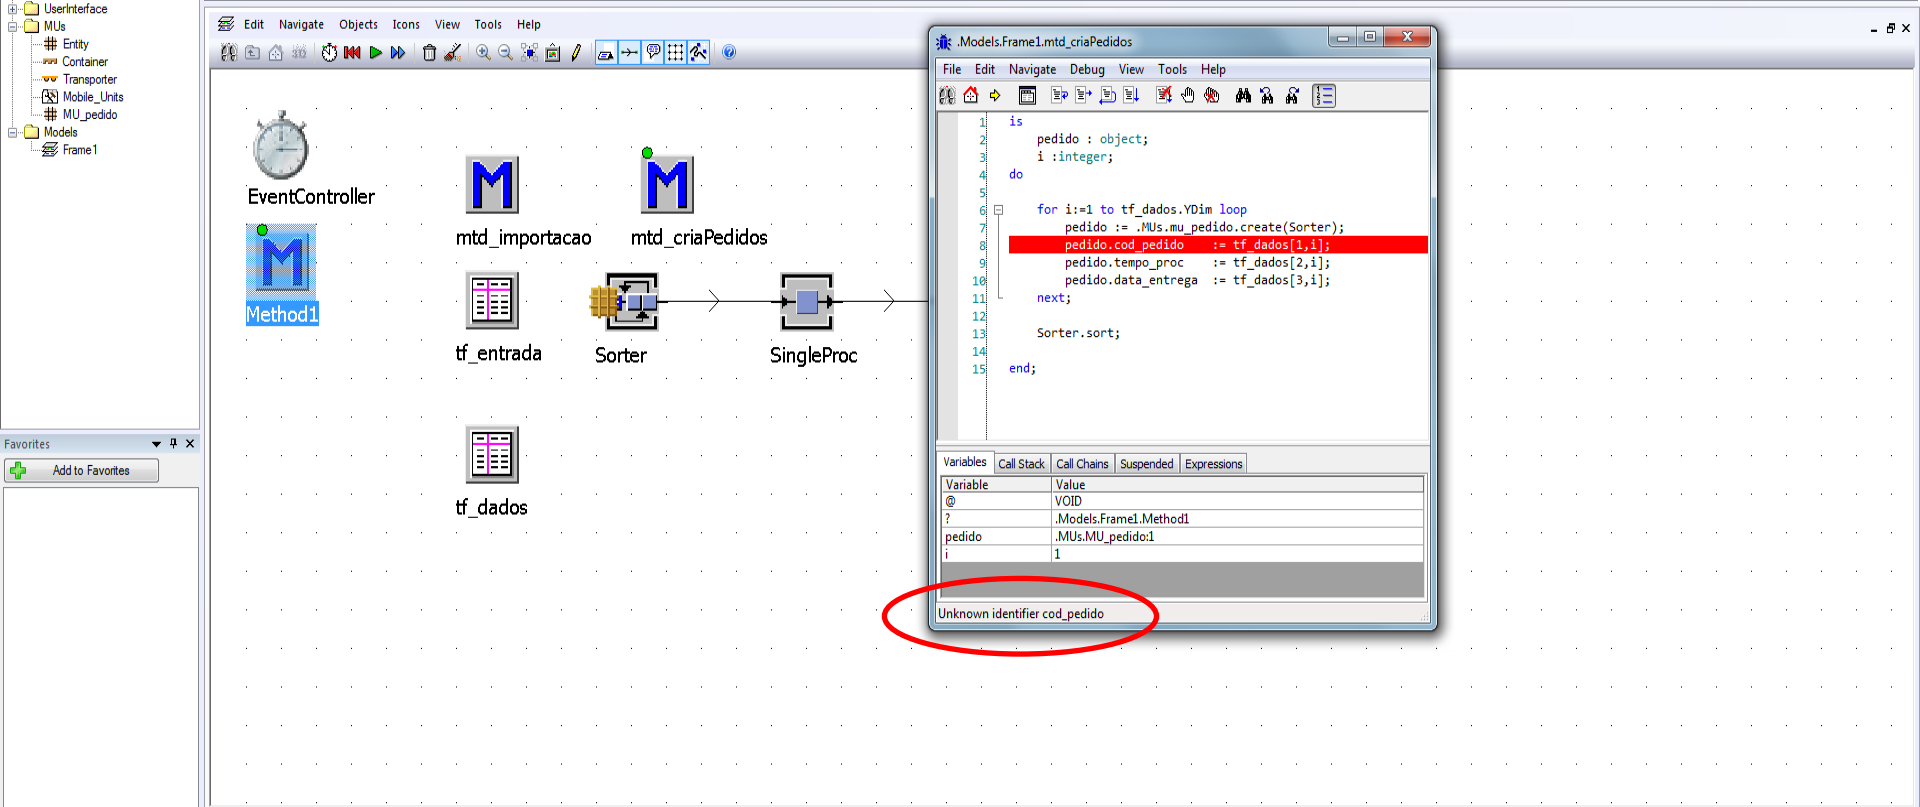 UserInterface
MUs
Entity
Container
Transporter
Mobile_Units
MU_pedido
Models
Frame1
Favorites
Add to Favorites
Edit Navigate Objects Icons View Tools Help
EventController
Method1
mtd_importacao
mtd_criaPedidos
tf_entrada
Sorter
SingleProc
tf_dados
.Models.Frame1.mtd_criaPedidos
File Edit Navigate Debug View Tools Help
1 is
2 pedido : object;
3 i :integer;
4 do
5
6 for i:=1 to tf_dados.YDim loop
7 pedido := .MUs.mu_pedido.create(Sorter);
8 pedido.cod_pedido := tf_dados[1,i];
9 pedido.tempo_proc := tf_dados[2,i];
10 pedido.data_entrega := tf_dados[3,i];
11 next;
12
13 Sorter.sort;
14
15 end;
Variables Call Stack Call Chains Suspended Expressions
Variable Value
@ VOID
? .Models.Frame1.Method1
pedido .MUs.MU_pedido:1
i 1
Unknown identifier cod_pedido